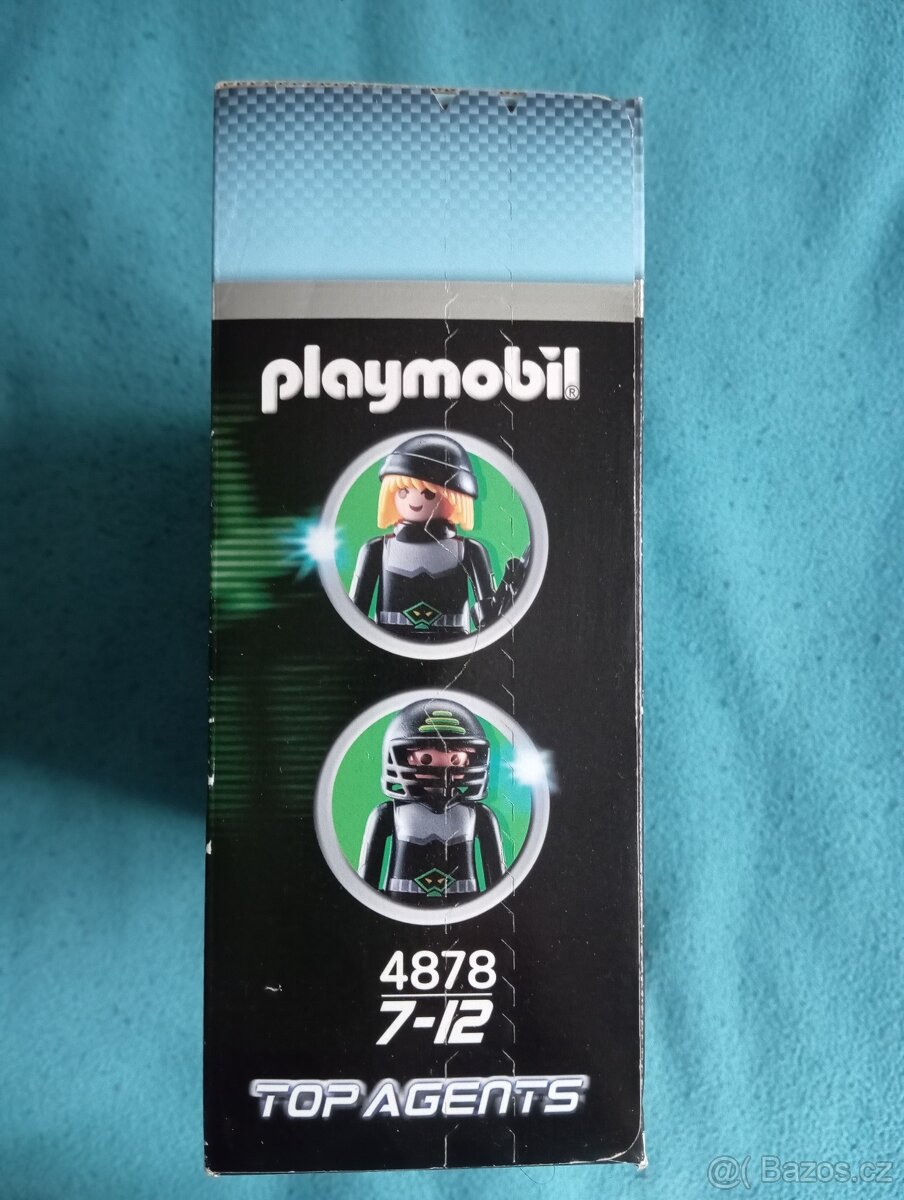 playmobil®
4878
7-12
TOP AGENTS
@( Bazos.cz